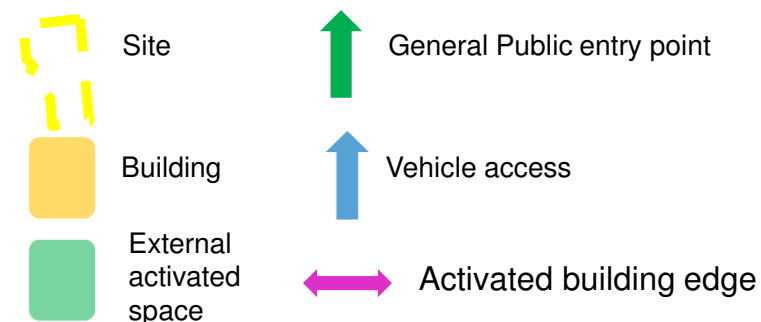 Site
General Public entry point
Building
Vehicle access
External
activated
space
Activated building edge